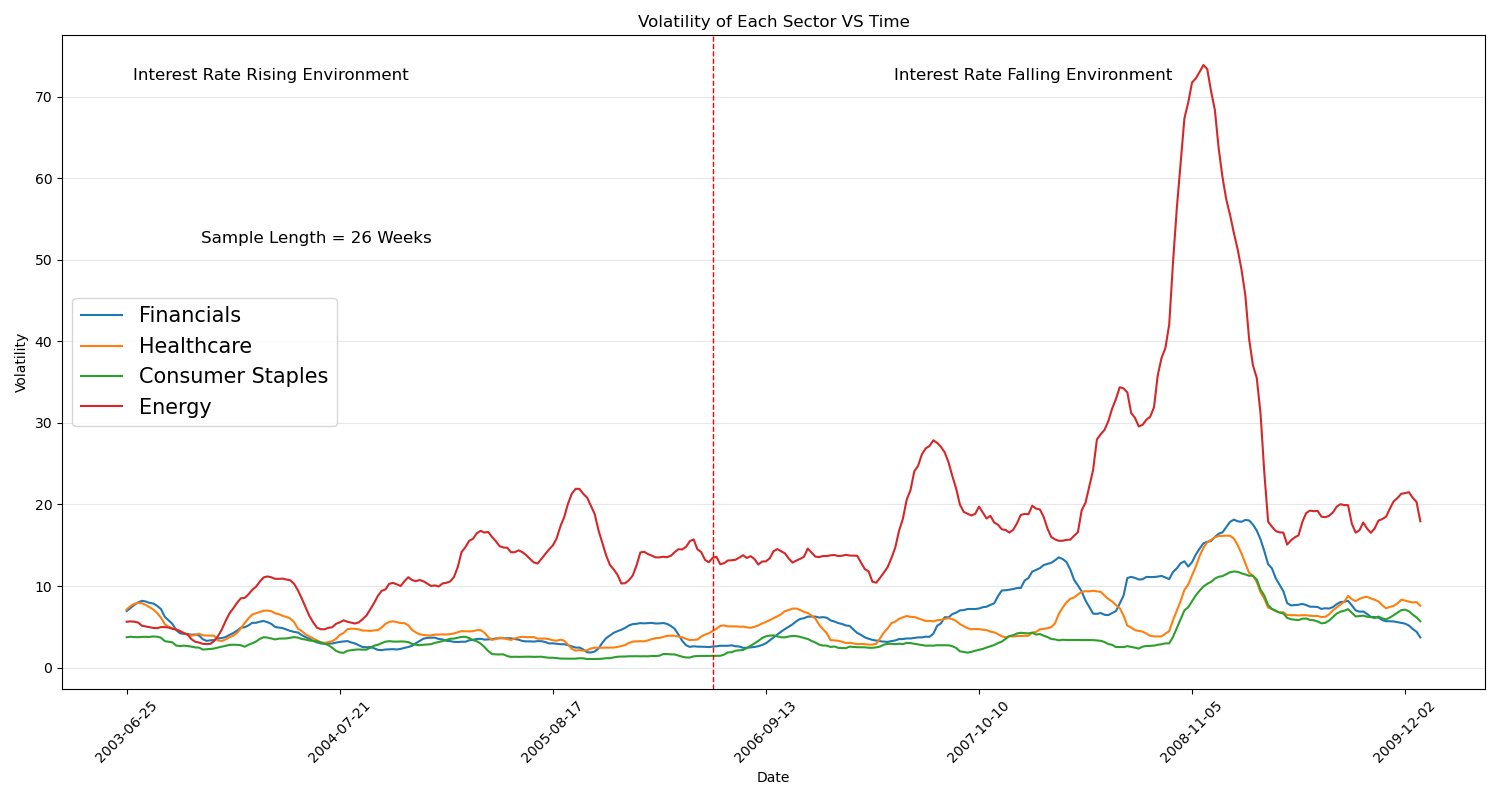 Volatility of Each Sector VS Time
Interest Rate Rising Environment
Interest Rate Falling Environment
Sample Length = 26 Weeks
Financials
Healthcare
Consumer Staples
Energy
Volatility
70
60
50
40
30
20
10
0
2003-06-25
2004-07-21
2005-08-17
2006-09-13
2007-10-10
2008-11-05
2009-12-02
Date